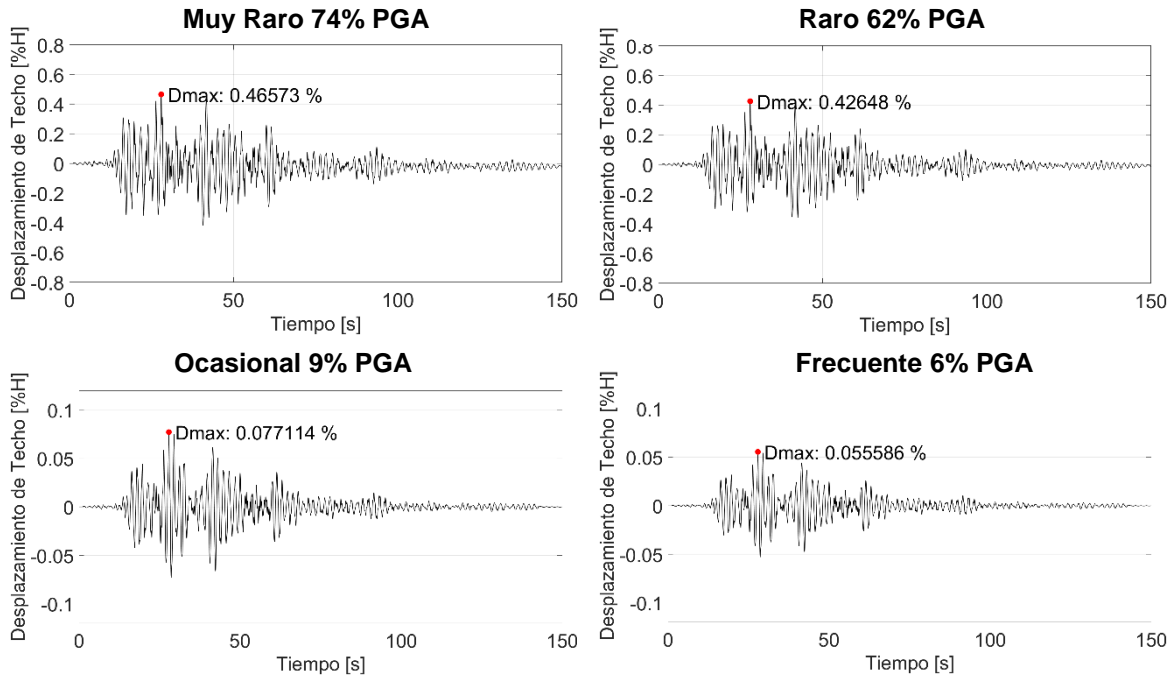 Muy Raro 74% PGA
Desplazamiento de Techo [%H]
0.8
0.6
0.4
0.2
0
-0.2
-0.4
-0.6
-0.8
Dmax: 0.46573 %
0 50 100 150
Tiempo [s]
Raro 62% PGA
Desplazamiento de Techo [%H]
0.8
0.6
0.4
0.2
0
-0.2
-0.4
-0.6
-0.8
Dmax: 0.42648 %
0 50 100 150
Tiempo [s]
Ocasional 9% PGA
Desplazamiento de Techo [%H]
0.1
0.05
0
-0.05
-0.1
Dmax: 0.077114 %
0 50 100 150
Tiempo [s]
Frecuente 6% PGA
Desplazamiento de Techo [%H]
0.1
0.05
0
-0.05
-0.1
Dmax: 0.055586 %
0 50 100 150
Tiempo [s]